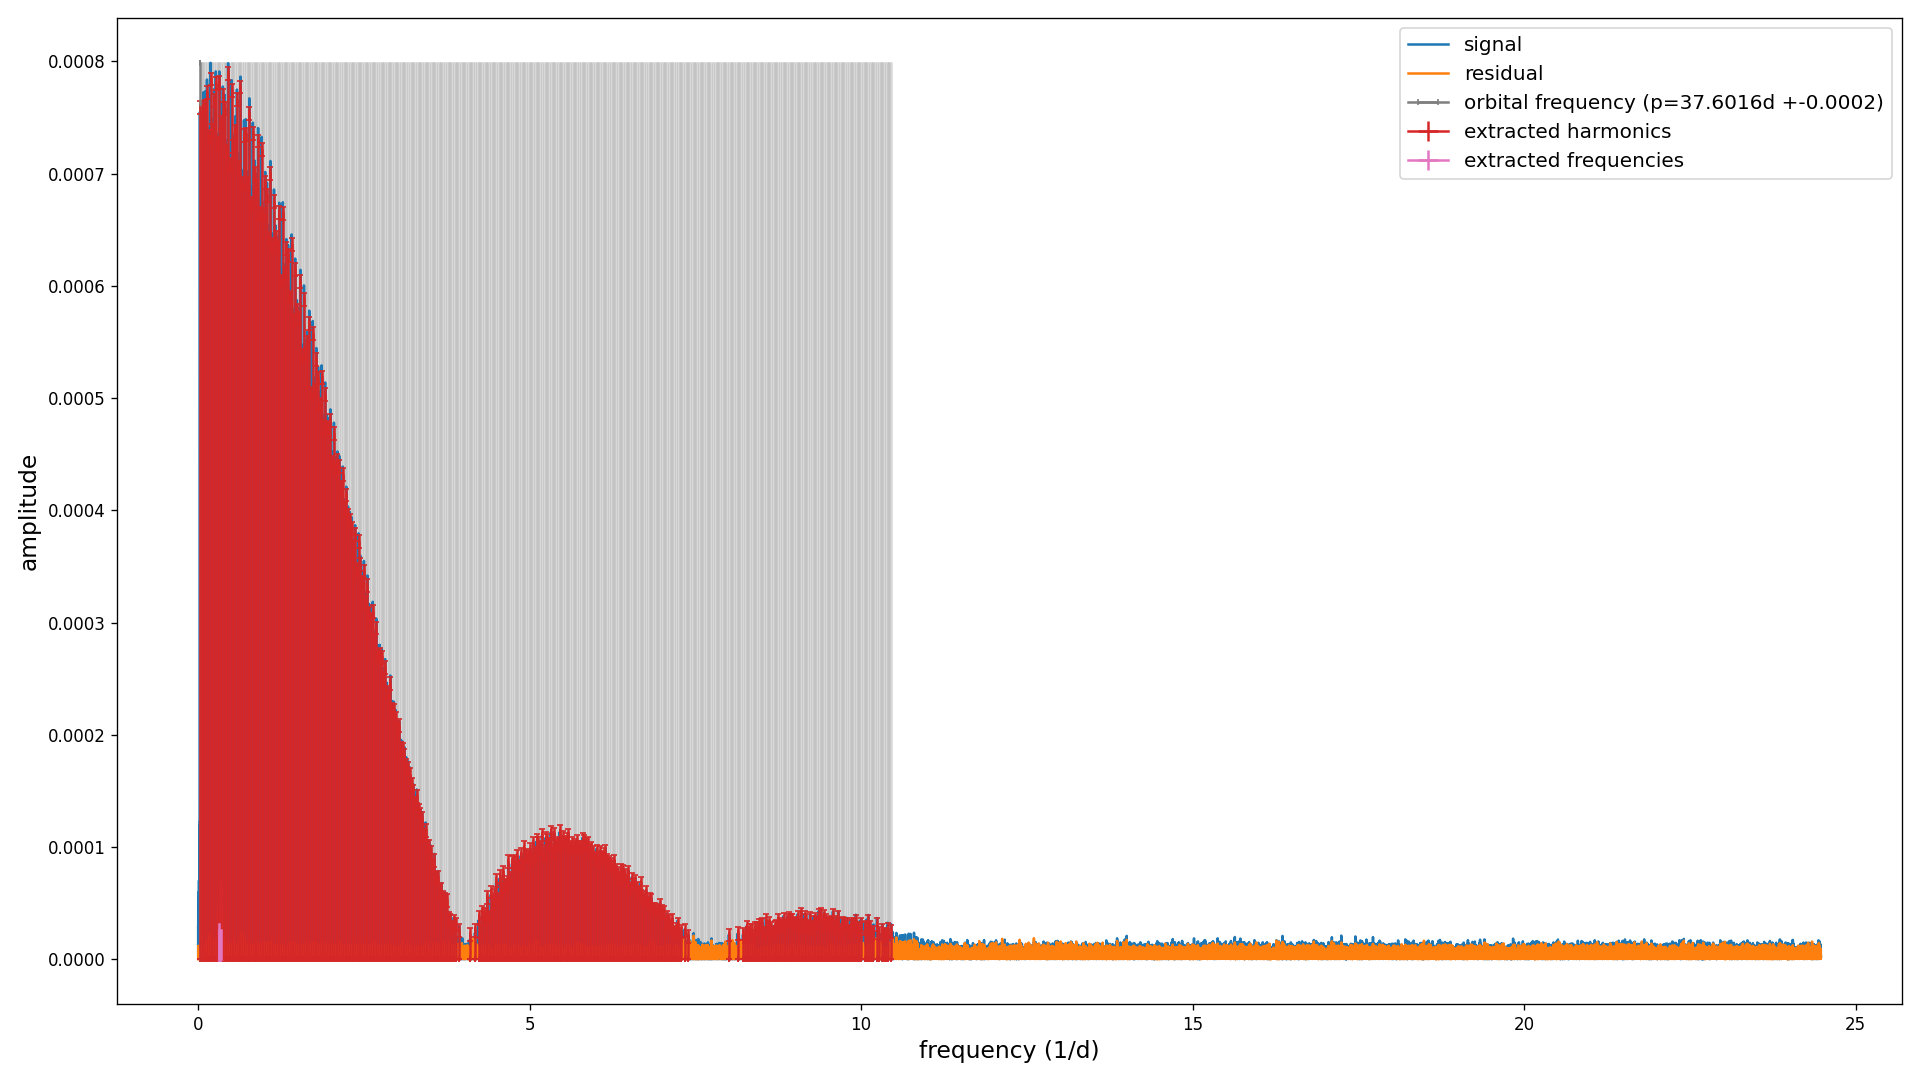 signal
residual
orbital frequency (p=37.6016d +-0.0002)
extracted harmonics
extracted frequencies
0.0008
0.0007
0.0006
0.0005
0.0004
0.0003
0.0002
0.0001
0.0000
amplitude
0 5 10 15 20 25
frequency (1/d)